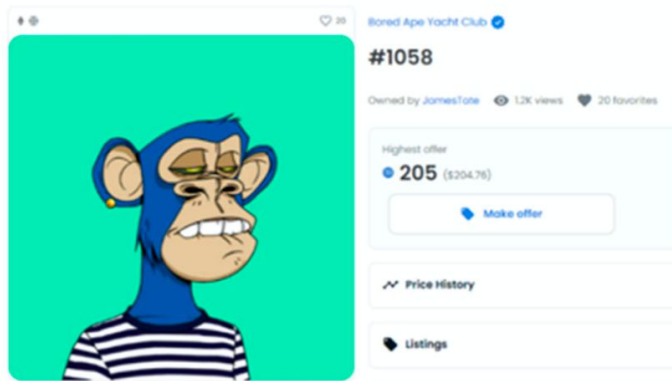 20
Bored Ape Yacht Club
#1058
Owned by JamesTate 1.2K views 20 favorites
Highest offer
205 ($204.76)
Make offer
Price History
Listings